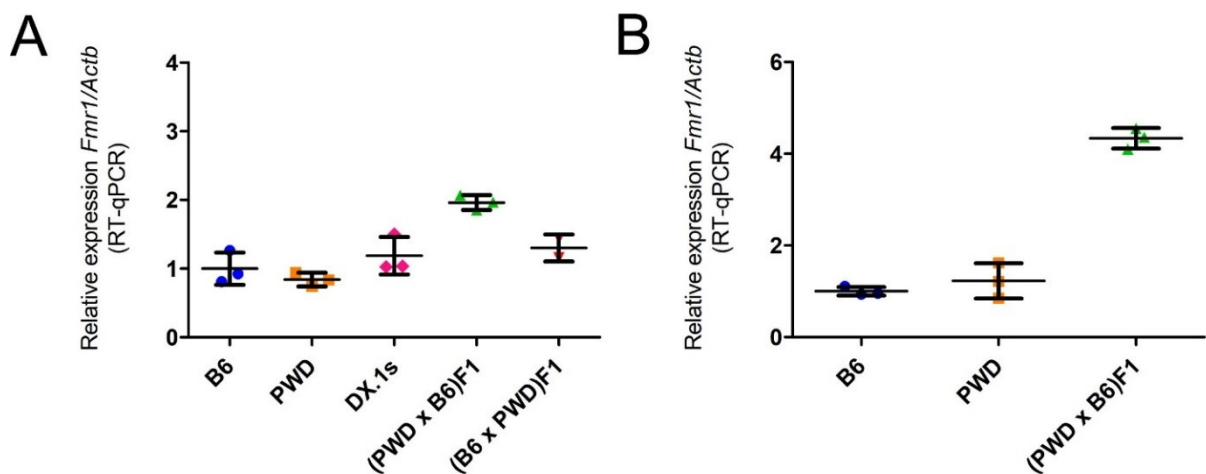 A
Relative expression Fmr1/Actb
(RT-qPCR)
4
3
2
1
0
B6
PWD
DX.1s
(PWD x B6)F1
(B6 x PWD)F1
B
Relative expression Fmr1/Actb
(RT-qPCR)
6
4
2
0
B6
PWD
(PWD x B6)F1